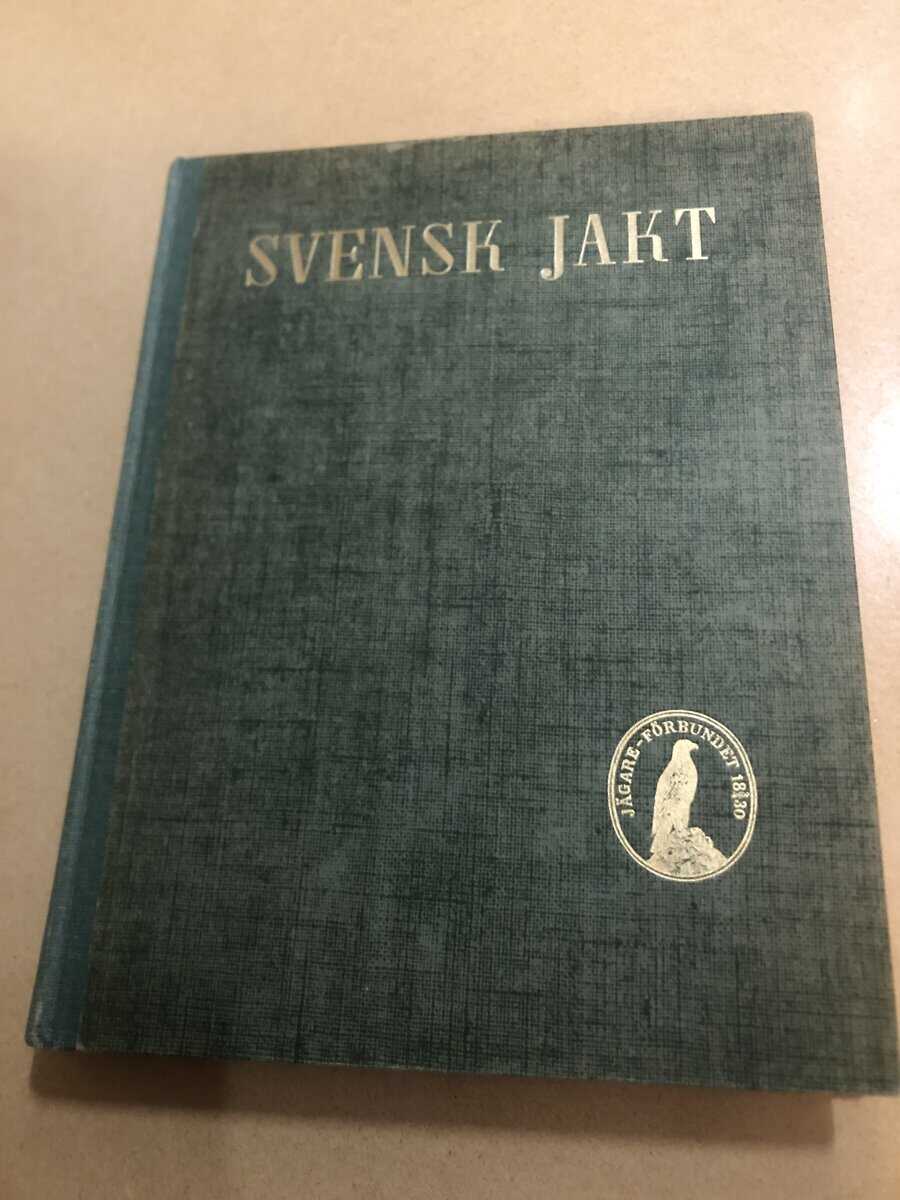 SVENSK JAKT
JÄGARE-FÖRBUNDET 1830